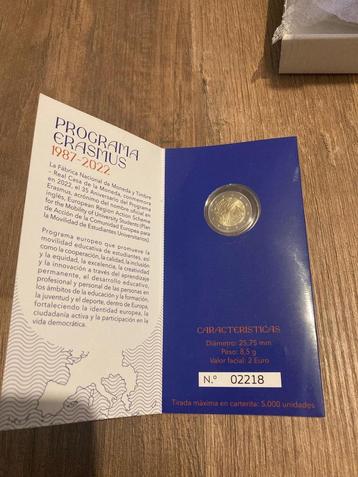 PROGRAMA
ERASMUS
1987-2022
La Fábrica Nacional de Moneda y Timbre
- Real Casa de la Moneda, conmemora
en 2022, el 35 Aniversario del Programa
Erasmus, acrónimo del nombre oficial en
inglés, European Region Action Scheme
for the Mobility of University Students (Plan
de Acción de la Comunidad Europea para
la Movilidad de Estudiantes Universitarios).
Programa europeo que promueve la
movilidad educativa de estudiantes, así
como la cooperación, la calidad, la inclusión
y la equidad, la excelencia, la creatividad
y la innovación a través del aprendizaje
permanente, el desarrollo educativo,
profesional y personal de las personas en
los ámbitos de la educación y la formación,
la juventud y el deporte, dentro de Europa,
fortaleciendo la identidad europea, la
ciudadanía activa y la participación en la
vida democrática.
CARACTERÍSTICAS
Diámetro: 25,75 mm
Peso: 8,5 g
Valor facial: 2 Euro
N.º 02218
Tirada máxima en carterita: 5.000 unidades